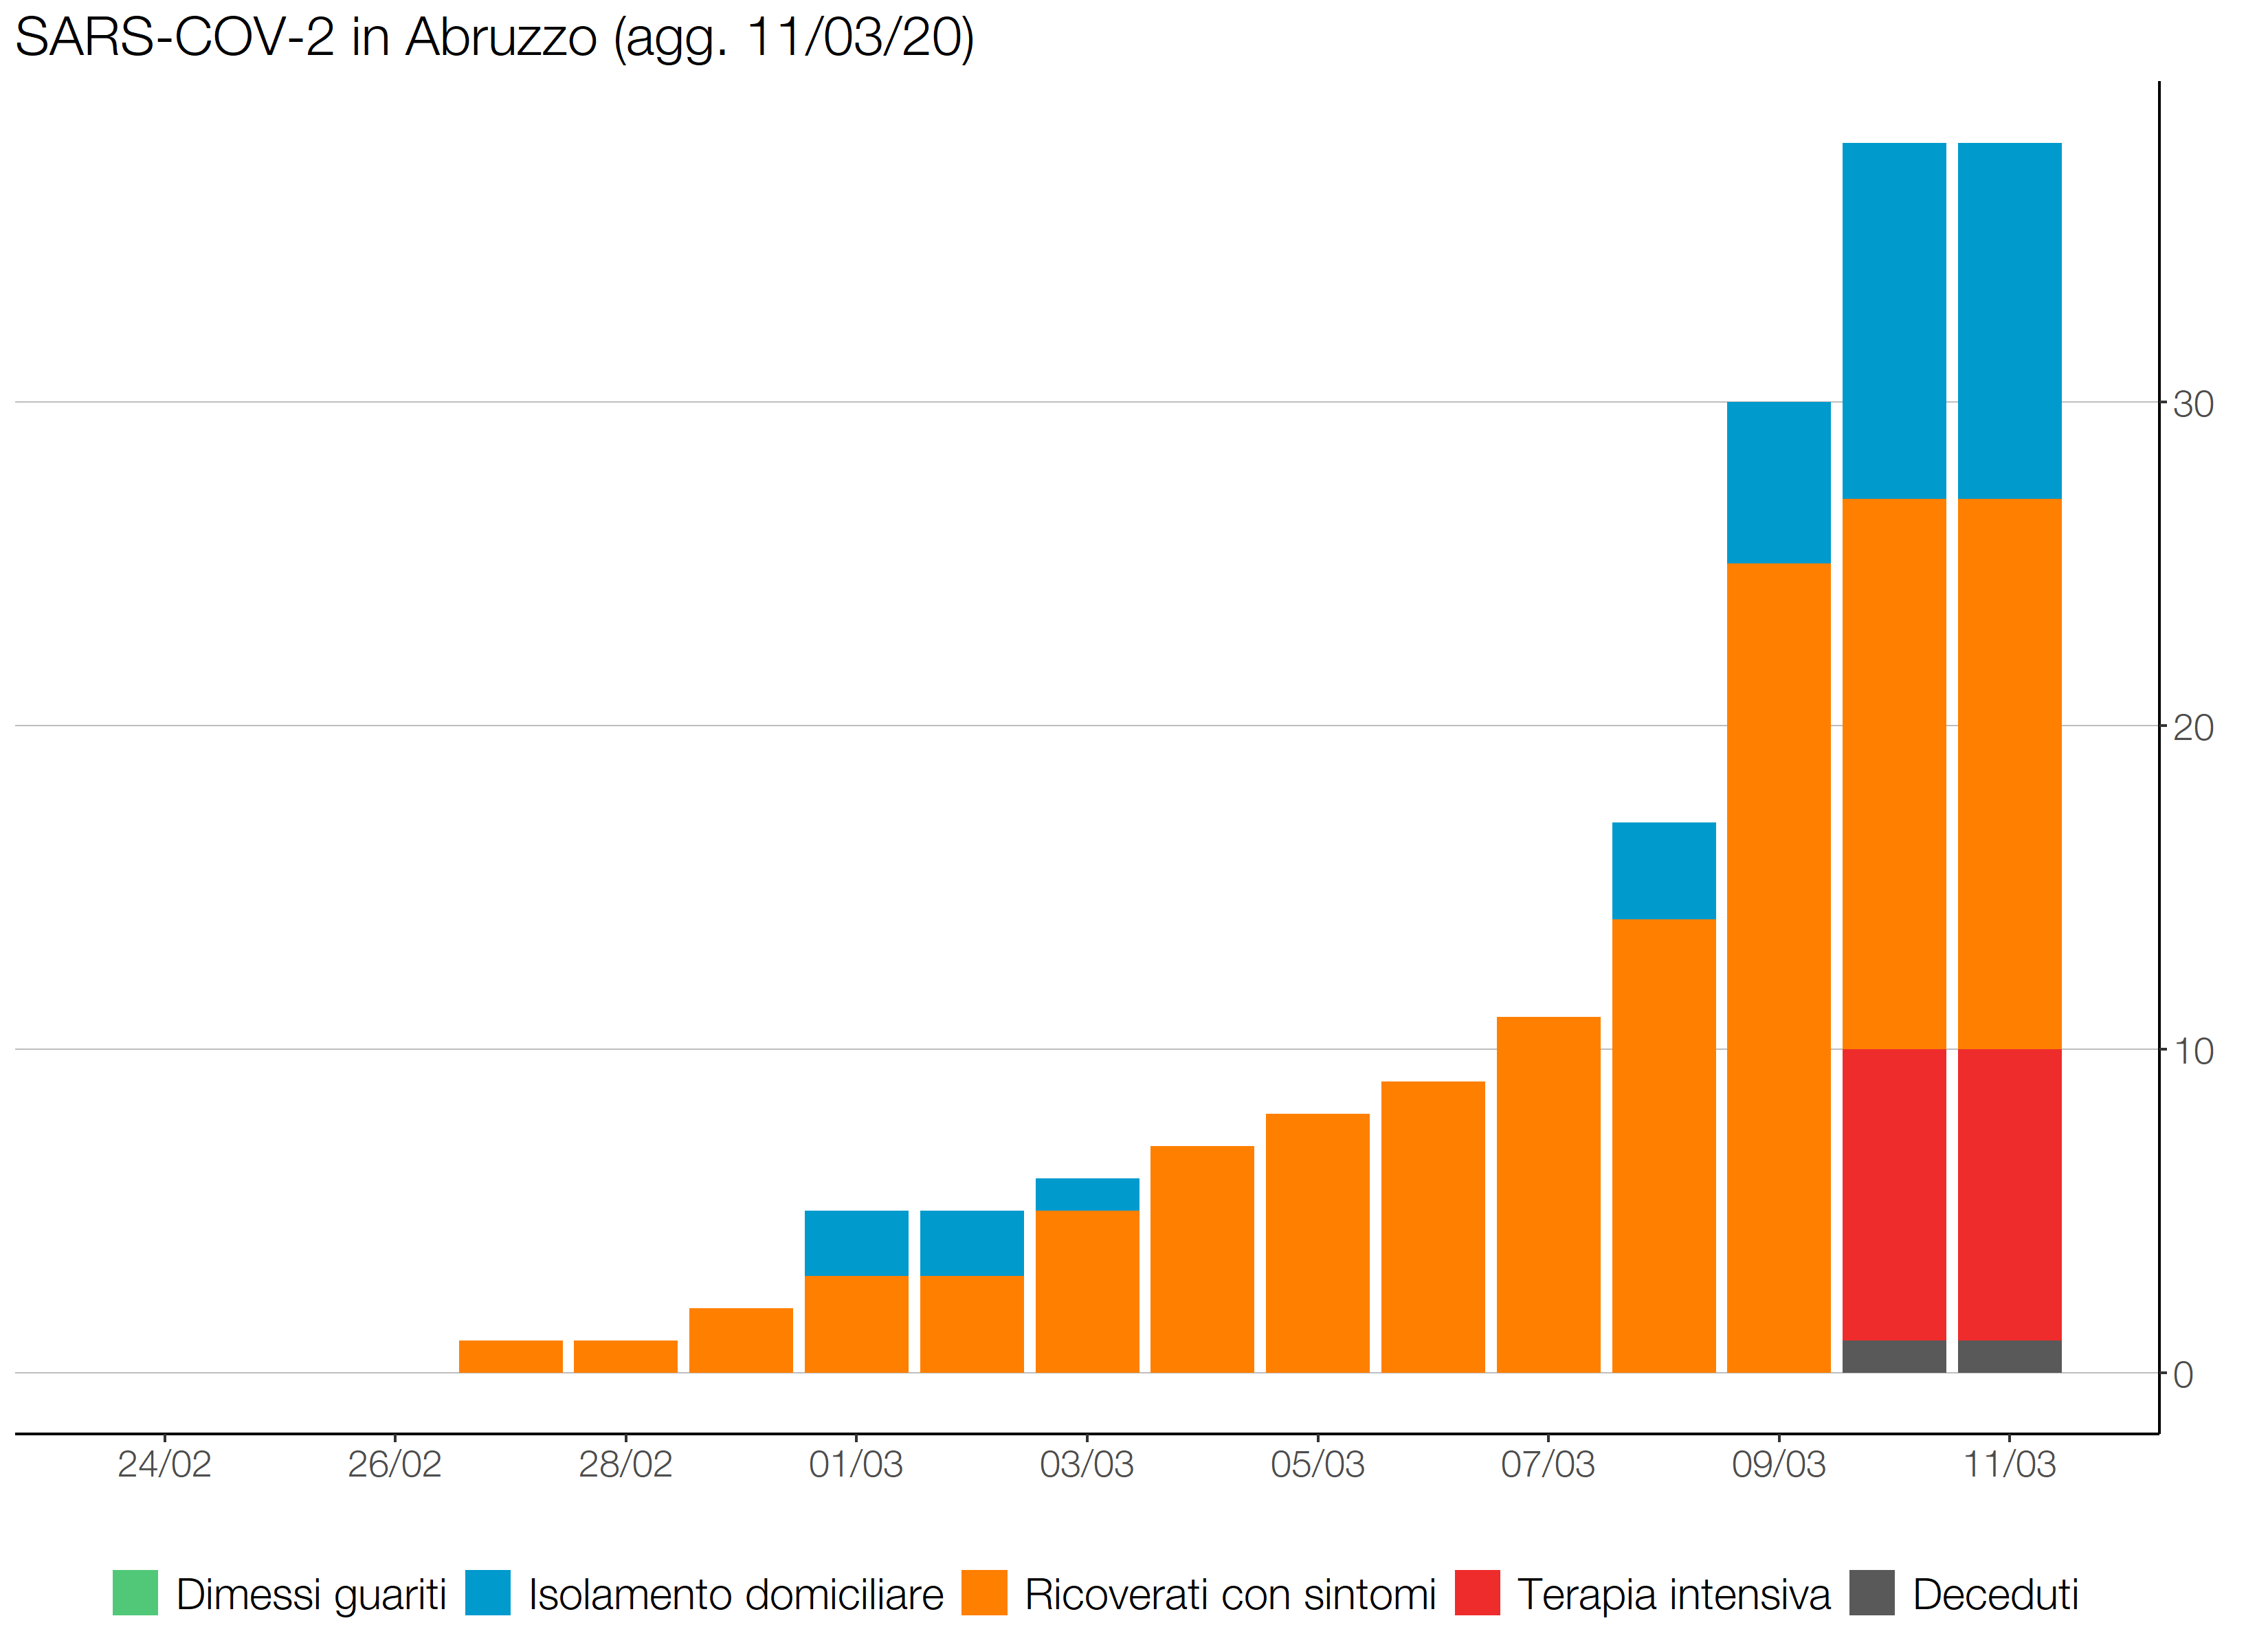 SARS-COV-2 in Abruzzo (agg. 11/03/20)
30
20
10
0
24/02 26/02 28/02 01/03 03/03 05/03 07/03 09/03 11/03
Dimessi guariti Isolamento domiciliare Ricoverati con sintomi Terapia intensiva Deceduti